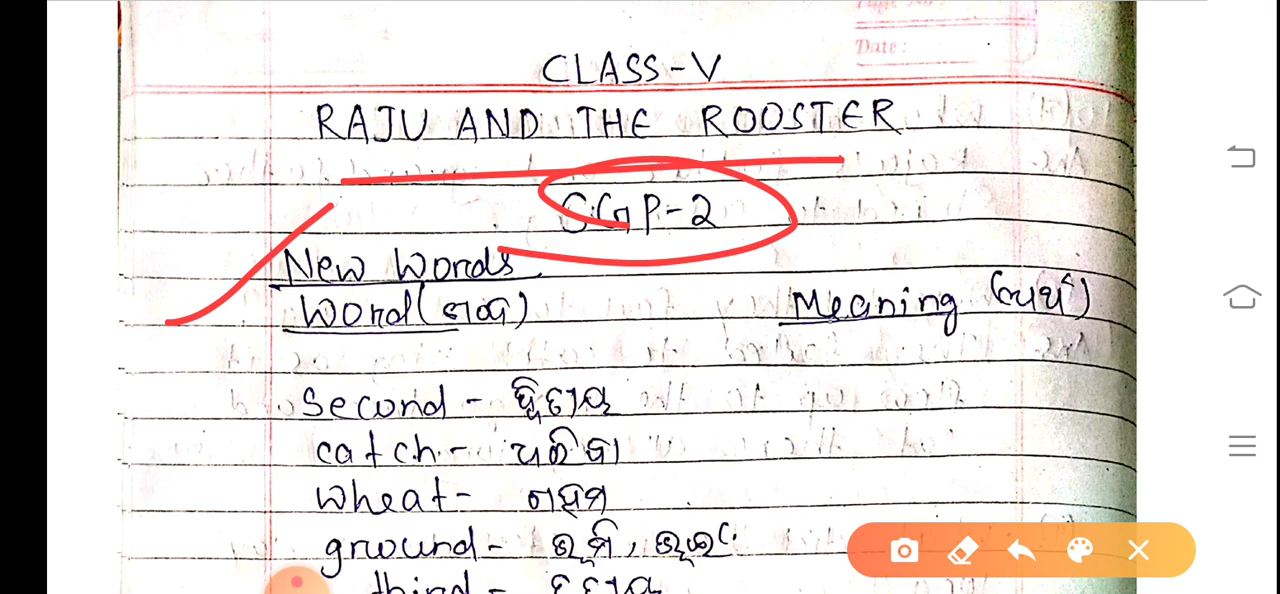 Date:
CLASS-V
RAJU AND THE ROOSTER
SGP-2
New Words
Word (ଶବ୍ଦ) Meaning (ଅର୍ଥ)
Second - ଦ୍ୱିତୀୟ
catch - ଧରିବା
wheat - ଗହମ
ground - ଭୂମି, ଭୂଇଁ
third - ତୃତୀୟ